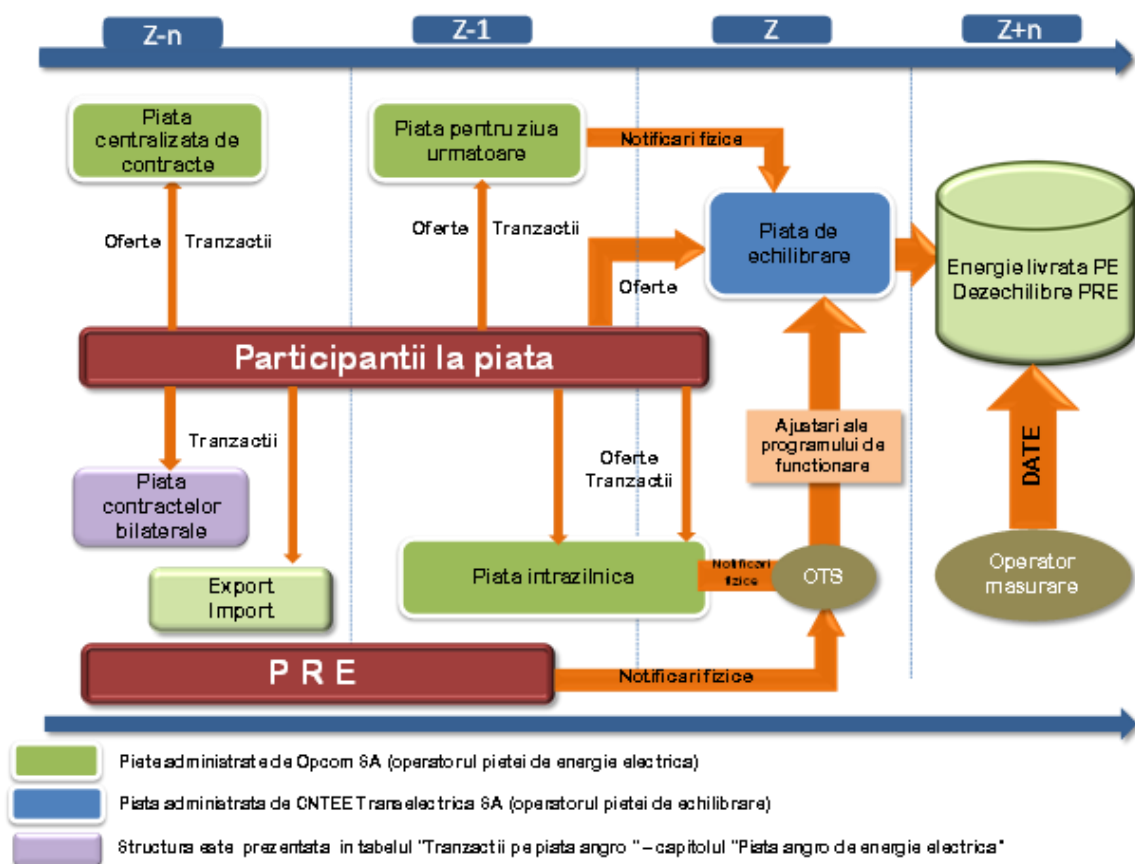 Z-n
Z-1
Z
Z+n
Piata
centralizata de
contracte
Piata pentru ziua
urmatoare
Notificari fizice
Oferte
Tranzactii
Oferte
Tranzactii
Piata de
echilibrare
Oferte
Energie livrata PE
Dezechilibre PRE
Participantii la piata
Tranzactii
Piata
contractelor
bilaterale
Oferte
Tranzactii
Ajustari ale
programului de
functionare
DATE
Export
Import
Piata intrazilnica
Notificari
fizice
OTS
Operator
masurare
P R E
Notificari fizice
Piete administrate de Opcom SA (operatorul pietei de energie electrica)
Piata administrata de CNTEE Transelectrica SA (operatorul pietei de echilibrare)
Structura este prezentata in tabelul "Tranzactii pe piata angro " – capitolul "Piata angro de energie electrica"